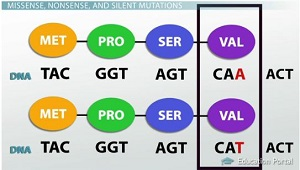 MISSENSE, NONSENSE, AND SILENT MUTATIONS
MET PRO SER VAL
DNA TAC GGT AGT CAA ACT
MET PRO SER VAL
DNA TAC GGT AGT CAT ACT
Education Portal